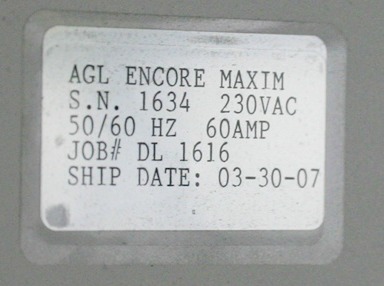 AGL ENCORE MAXIM
S.N. 1634 230VAC
50/60 HZ 60AMP
JOB# DL 1616
SHIP DATE: 03-30-07